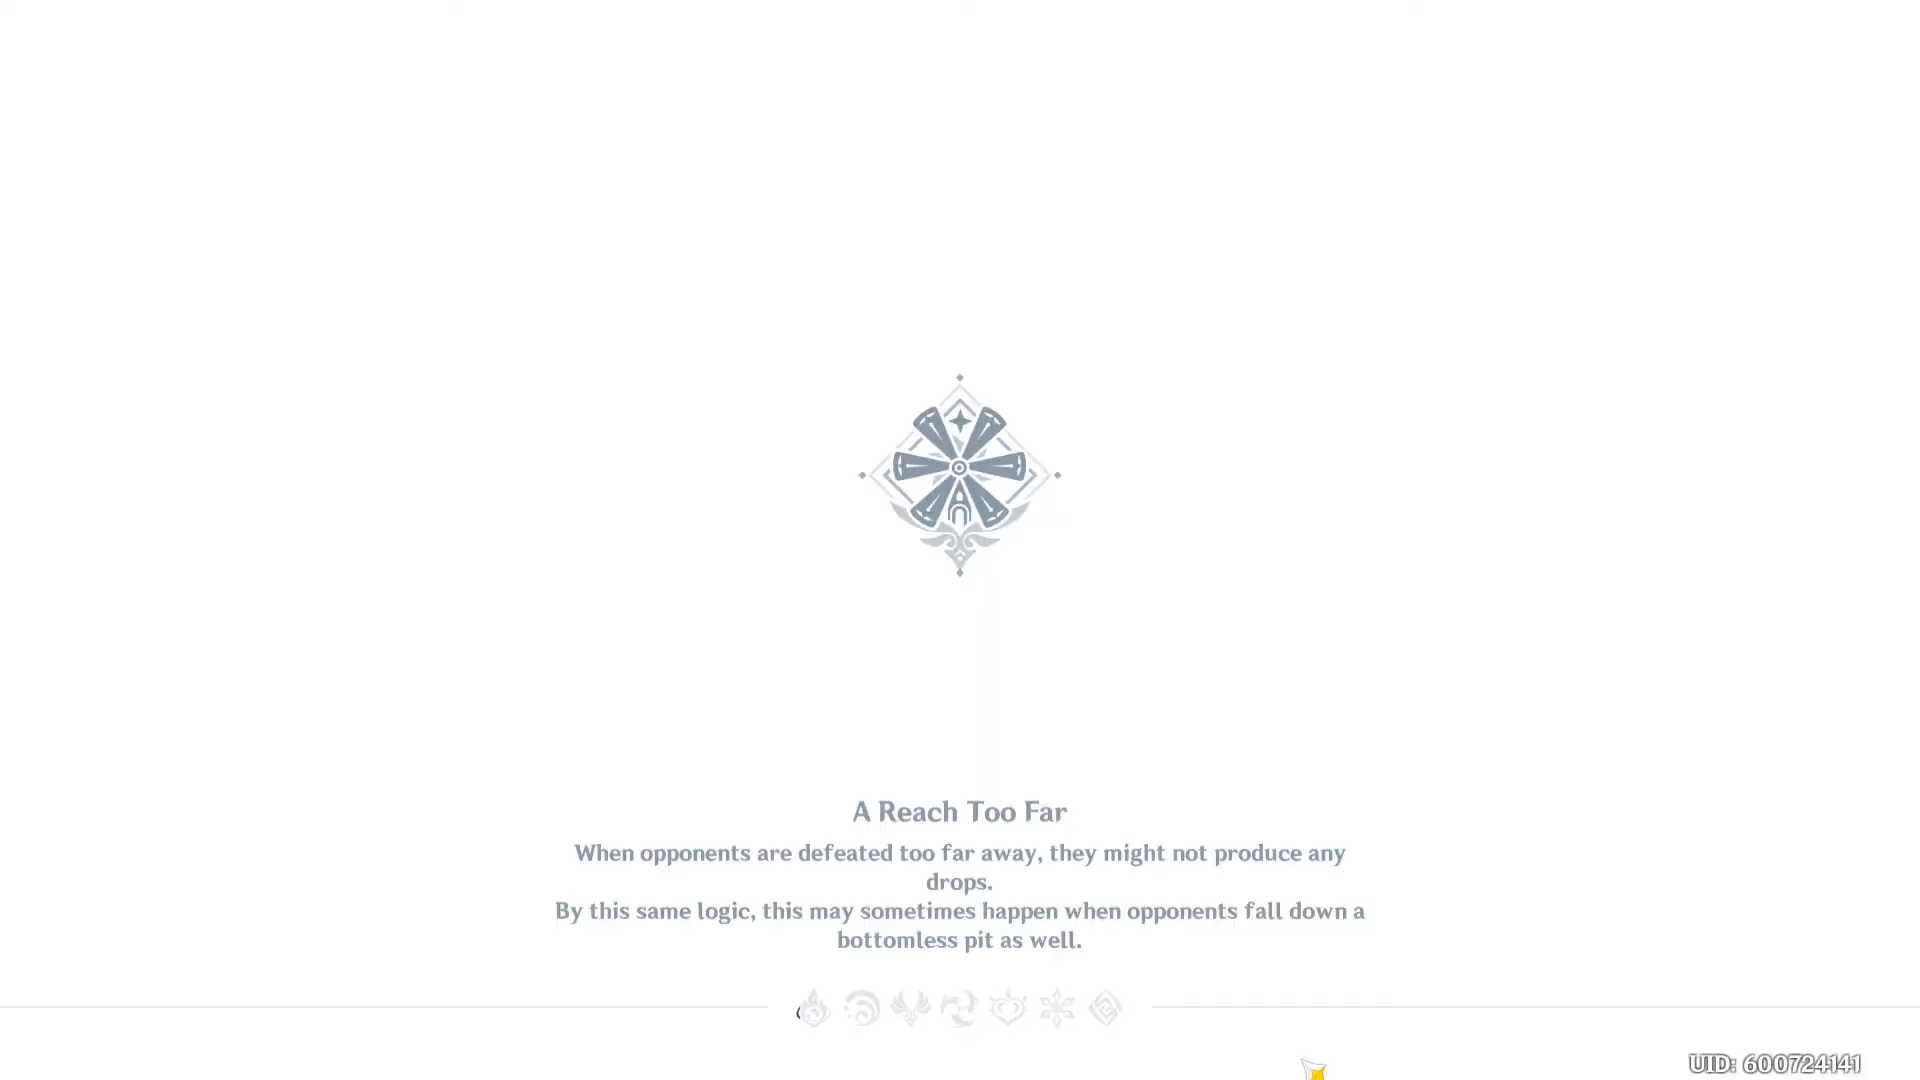 A Reach Too Far
When opponents are defeated too far away, they might not produce any
drops.
By this same logic, this may sometimes happen when opponents fall down a
bottomless pit as well.
UID: 600724141